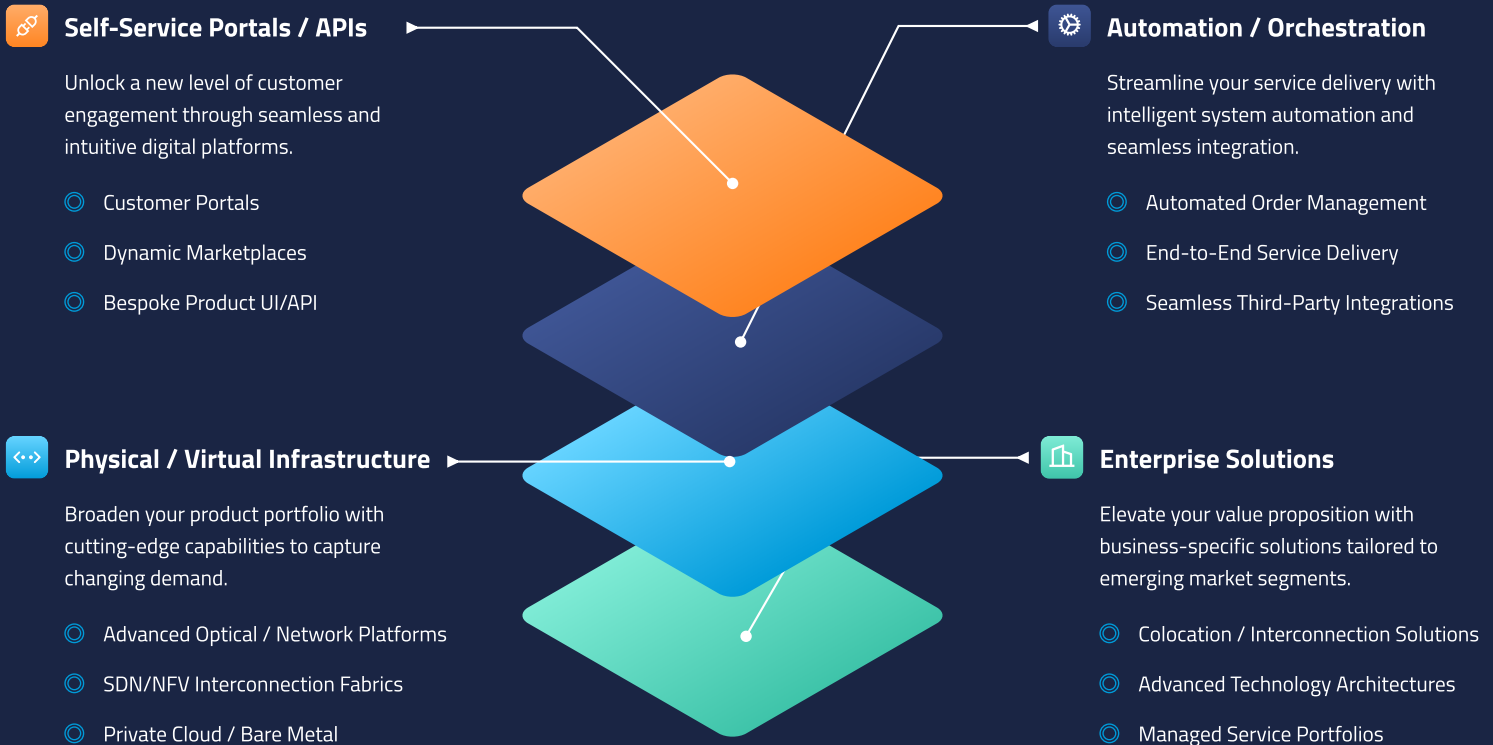 Self-Service Portals / APIs
Unlock a new level of customer
engagement through seamless and
intuitive digital platforms.
Customer Portals
Dynamic Marketplaces
Bespoke Product UI/API
Automation / Orchestration
Streamline your service delivery with
intelligent system automation and
seamless integration.
Automated Order Management
End-to-End Service Delivery
Seamless Third-Party Integrations
Physical / Virtual Infrastructure
Broaden your product portfolio with
cutting-edge capabilities to capture
changing demand.
Advanced Optical / Network Platforms
SDN/NFV Interconnection Fabrics
Private Cloud / Bare Metal
Enterprise Solutions
Elevate your value proposition with
business-specific solutions tailored to
emerging market segments.
Colocation / Interconnection Solutions
Advanced Technology Architectures
Managed Service Portfolios